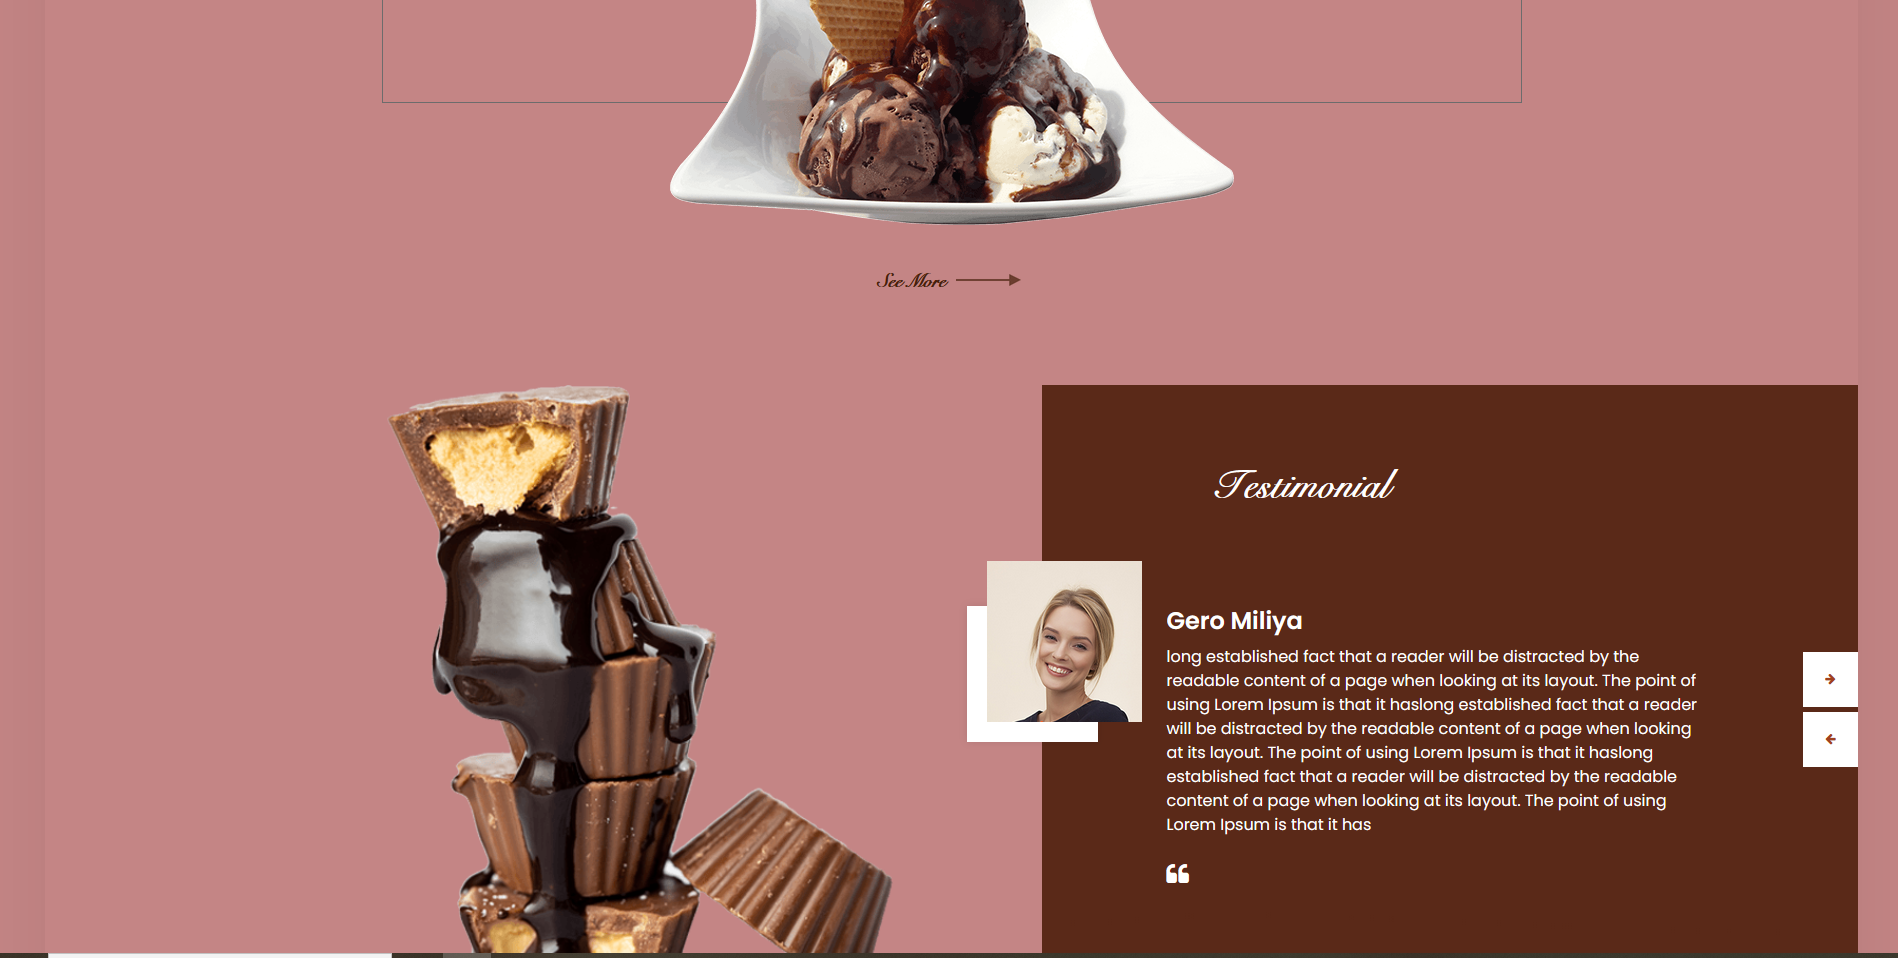 See More
Testimonial
Gero Miliya
long established fact that a reader will be distracted by the
readable content of a page when looking at its layout. The point of
using Lorem Ipsum is that it haslong established fact that a reader
will be distracted by the readable content of a page when looking
at its layout. The point of using Lorem Ipsum is that it haslong
established fact that a reader will be distracted by the readable
content of a page when looking at its layout. The point of using
Lorem Ipsum is that it has